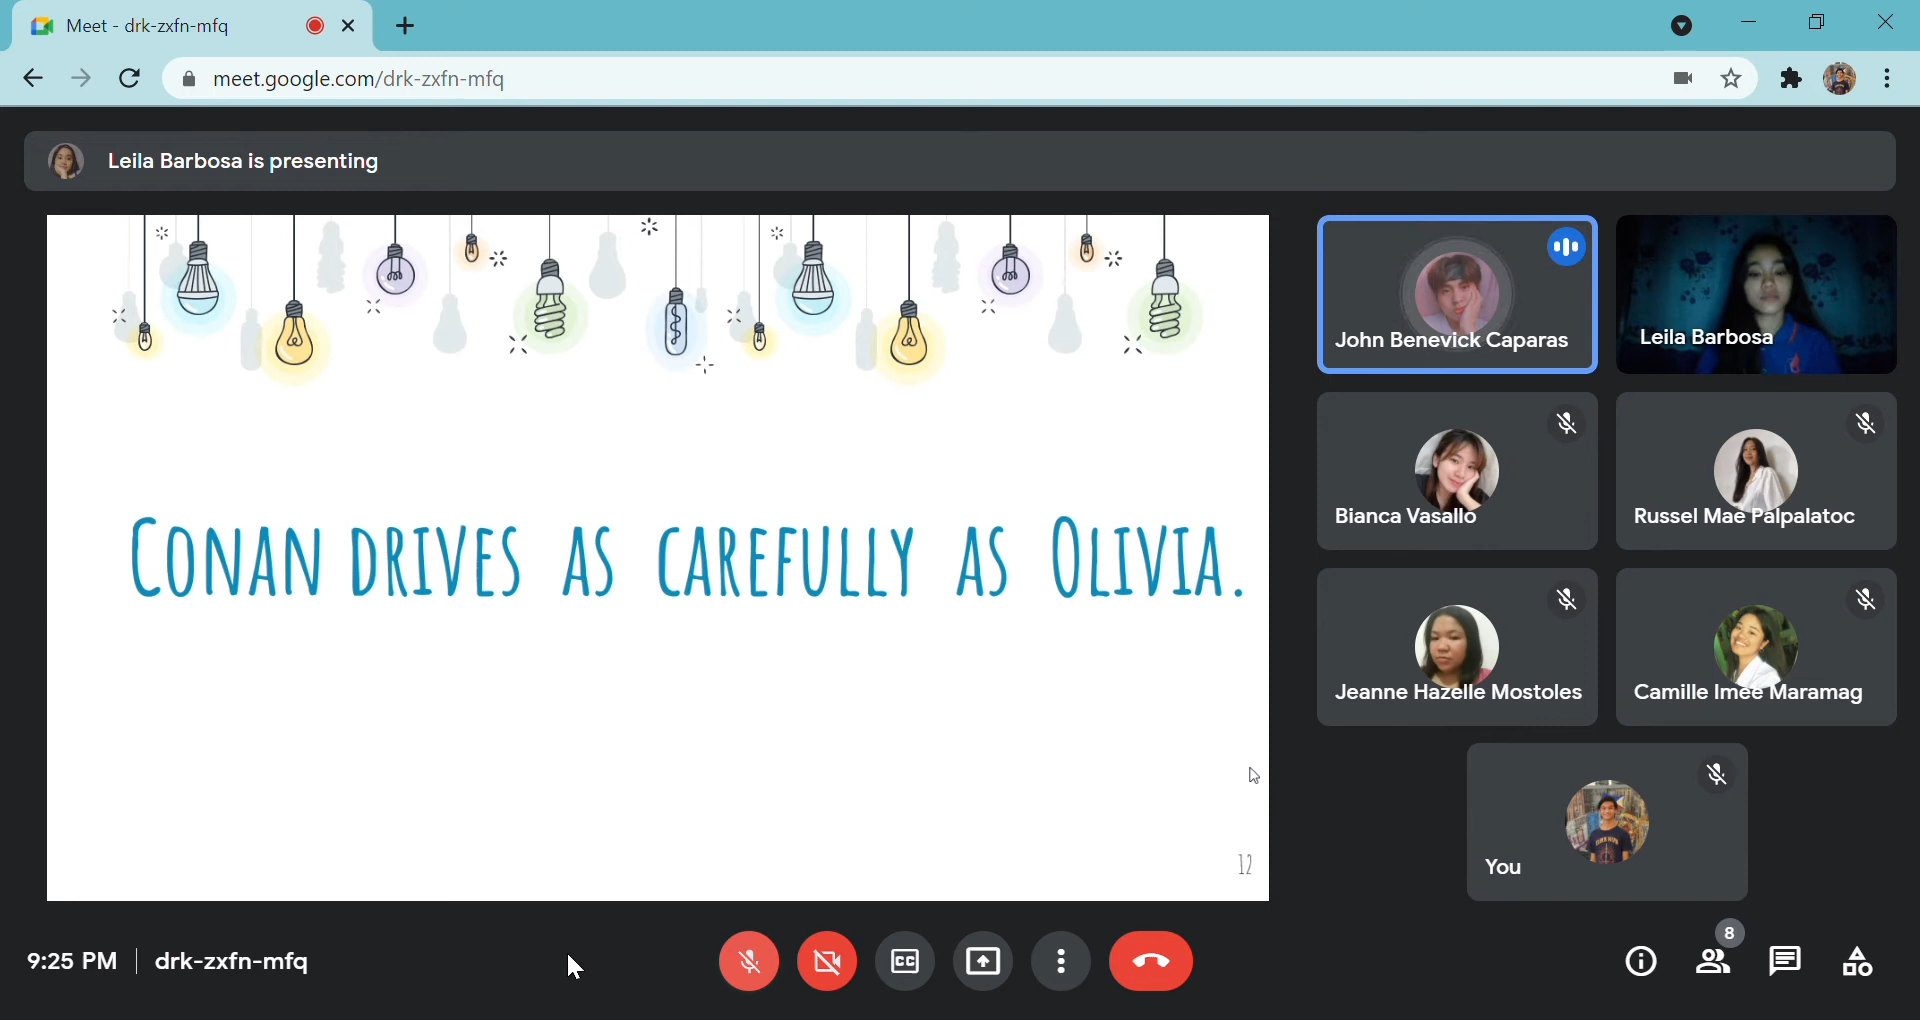 Meet - drk-zxfn-mfq
meet.google.com/drk-zxfn-mfq
Leila Barbosa is presenting
CONAN DRIVES AS CAREFULLY AS OLIVIA.
12
John Benevick Caparas
Leila Barbosa
Bianca Vasallo
Russel Mae Palpalatoc
Jeanne Hazelle Mostoles
Camille Imee Maramag
You
9:25 PM
drk-zxfn-mfq
CC
8